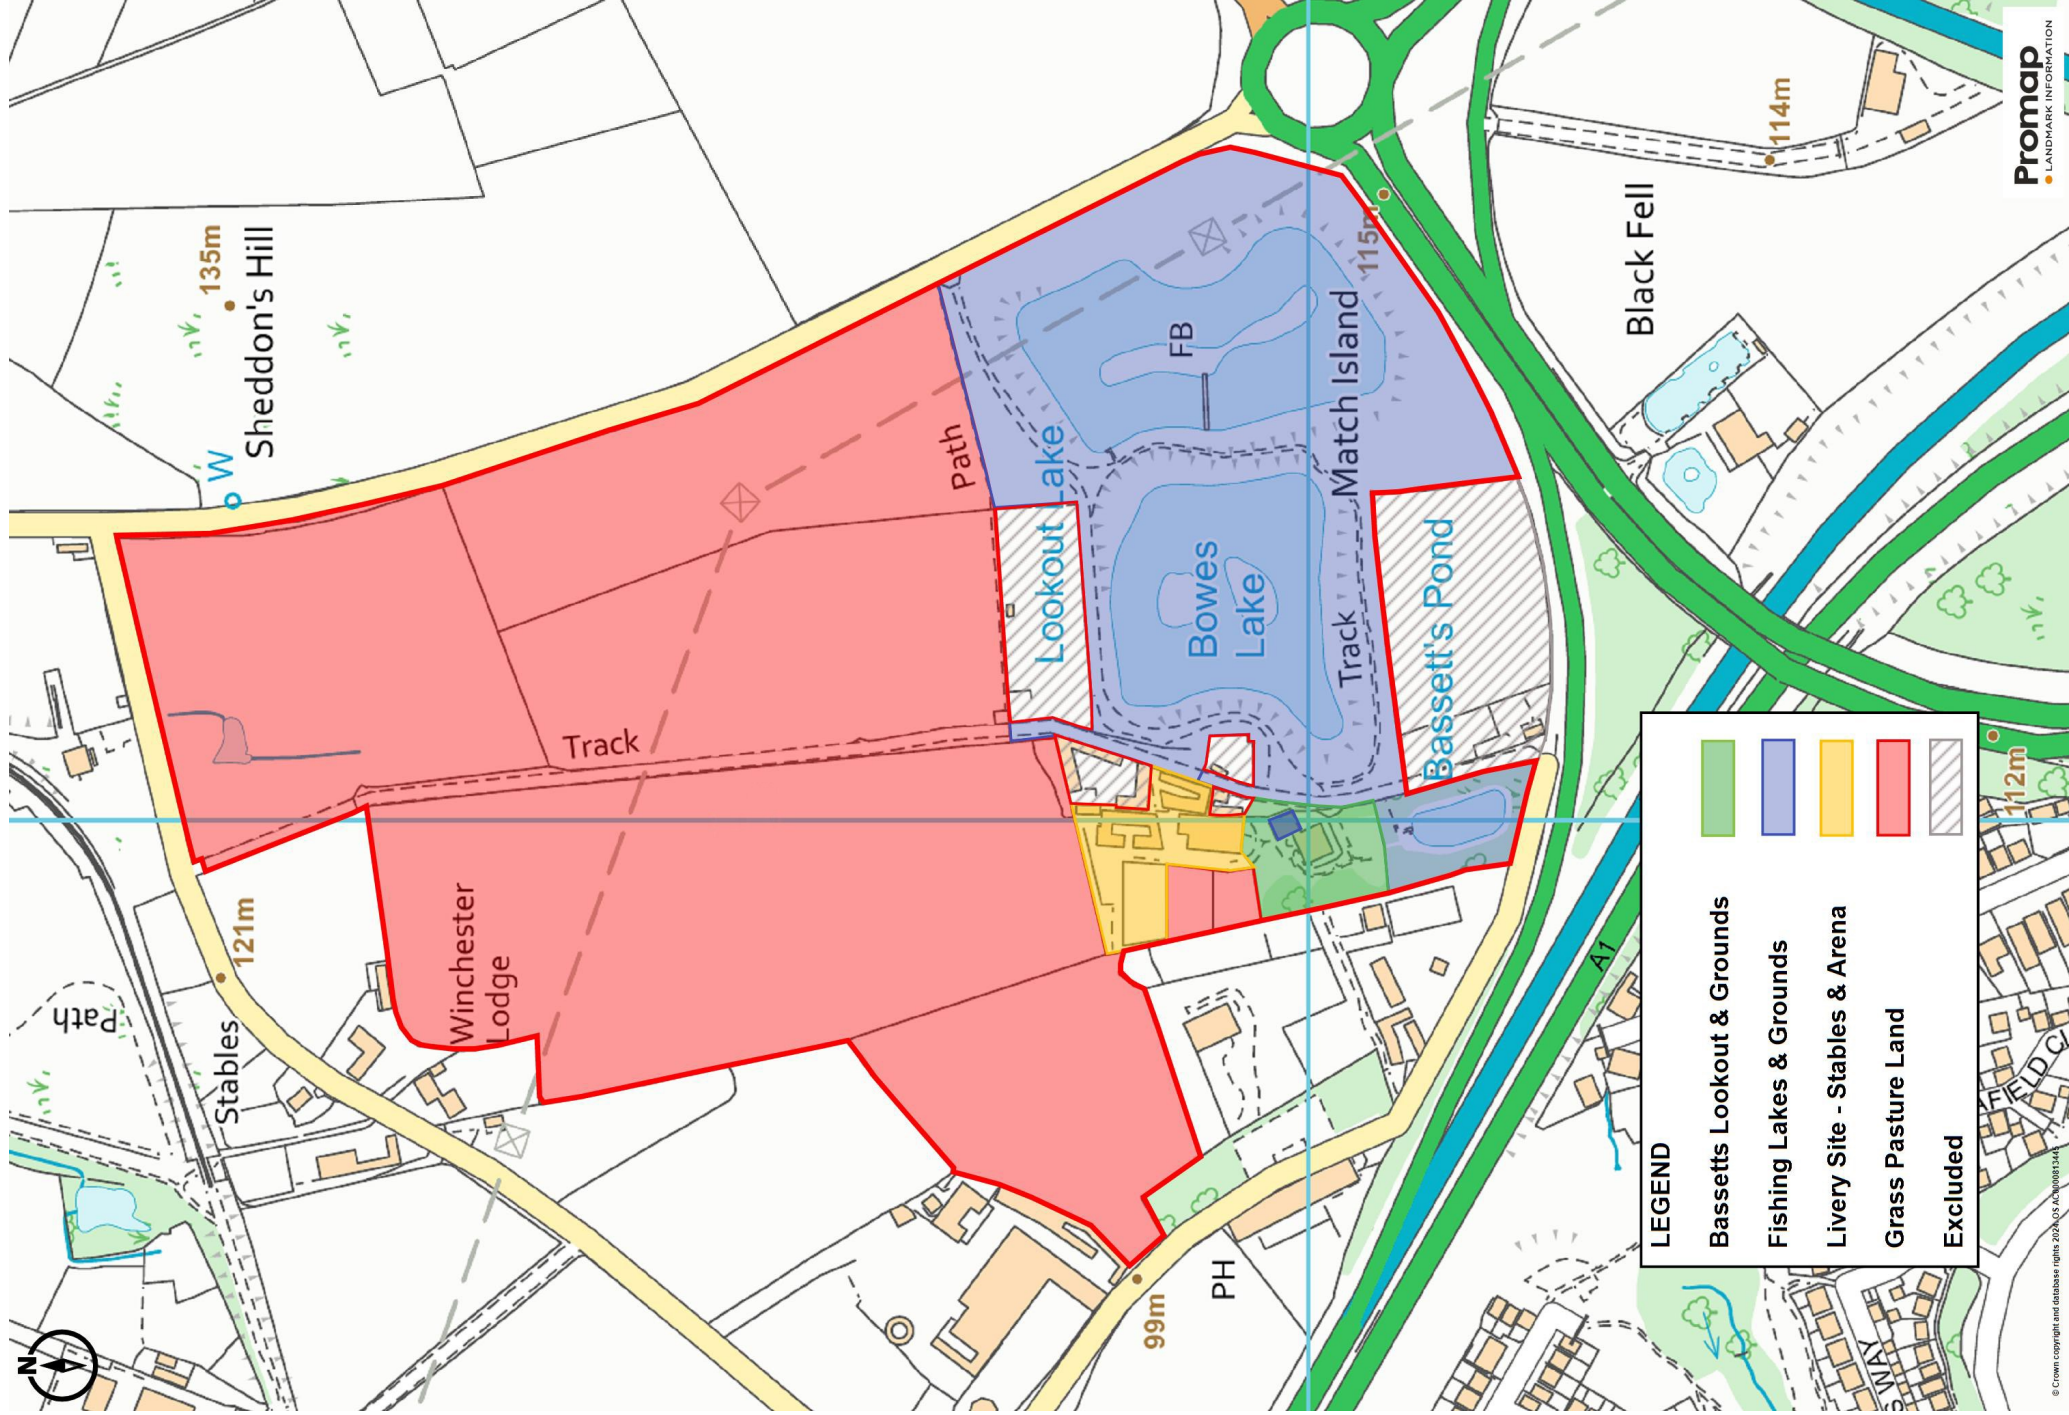 N
Path
Stables
121m
Winchester
Lodge
Track
135m
Sheddon's Hill
W
Path
Lookout Lake
FB
Bowes
Lake
Match Island
Track
Bassett's Pond
115m
Black Fell
114m
99m
PH
A1
112m
WAY
FIELD
LEGEND
Bassetts Lookout & Grounds
Fishing Lakes & Grounds
Livery Site - Stables & Arena
Grass Pasture Land
Excluded
Promap
LANDMARK INFORMATION